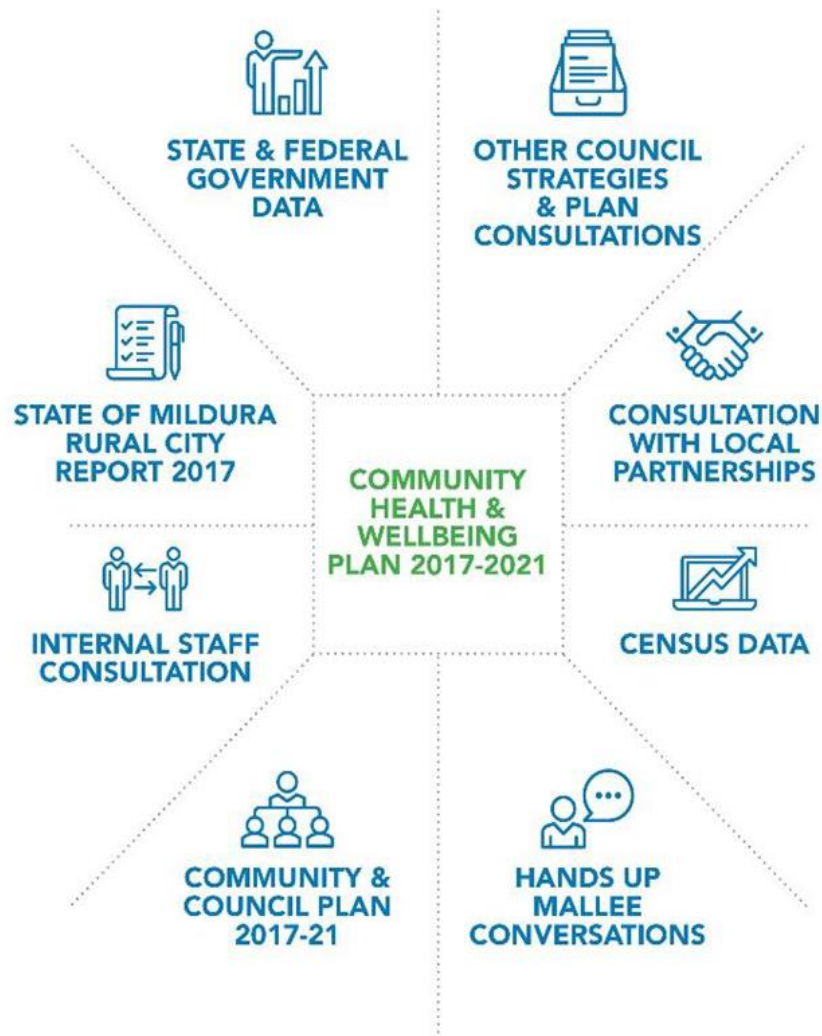 STATE & FEDERAL
GOVERNMENT
DATA
OTHER COUNCIL
STRATEGIES
& PLAN
CONSULTATIONS
STATE OF MILDURA
RURAL CITY
REPORT 2017
CONSULTATION
WITH LOCAL
PARTNERSHIPS
COMMUNITY
HEALTH &
WELLBEING
PLAN 2017-2021
INTERNAL STAFF
CONSULTATION
CENSUS DATA
COMMUNITY &
COUNCIL PLAN
2017-21
HANDS UP
MALLEE
CONVERSATIONS